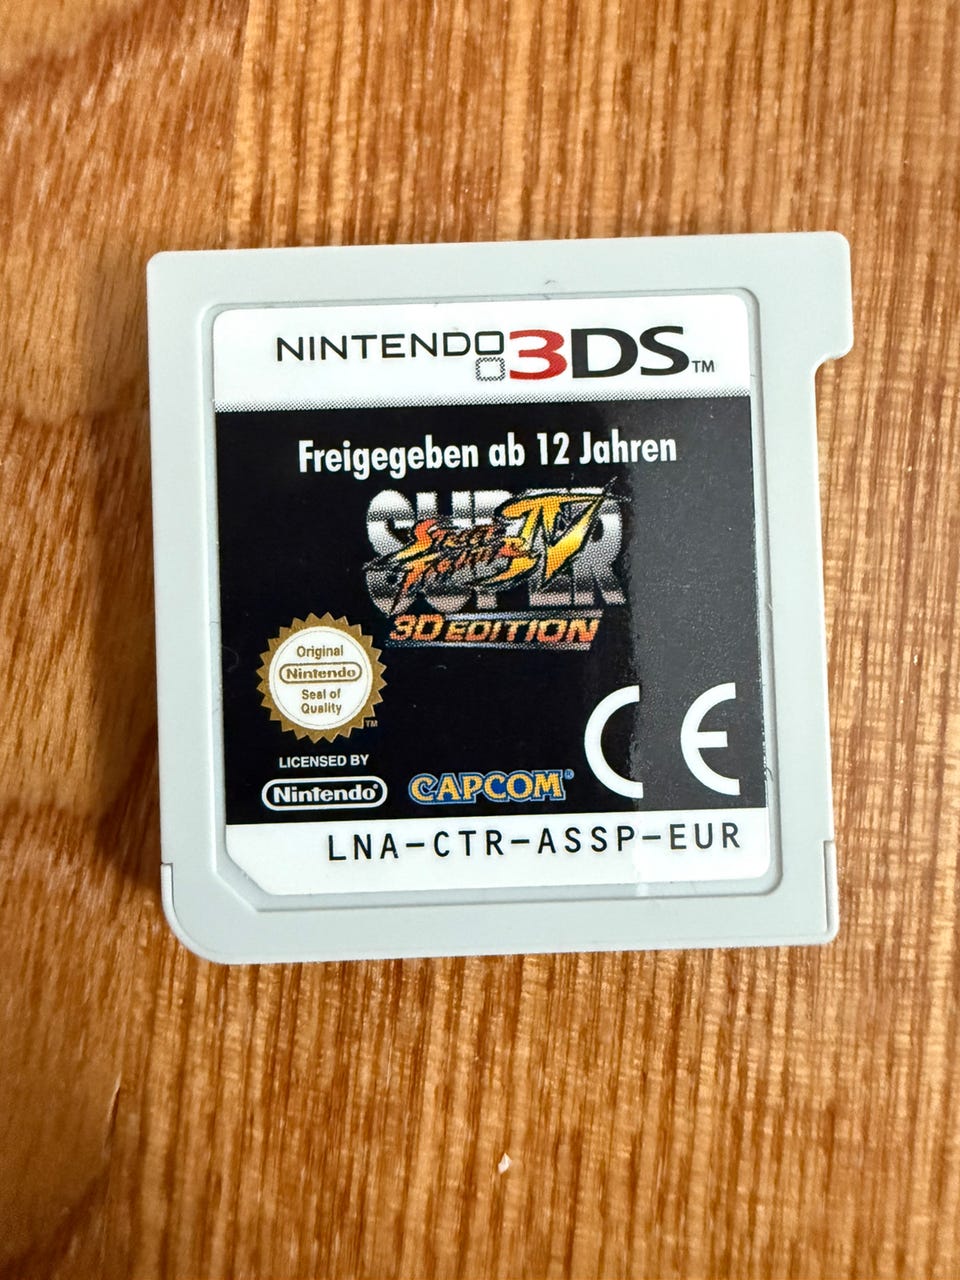 NINTENDO 3DS™
Freigegeben ab 12 Jahren
SUPER
STREET FIGHTER IV
3D EDITION
Original
Nintendo
Seal of
Quality
TM
LICENSED BY
Nintendo®
CAPCOM®
CE
LNA-CTR-ASSP-EUR